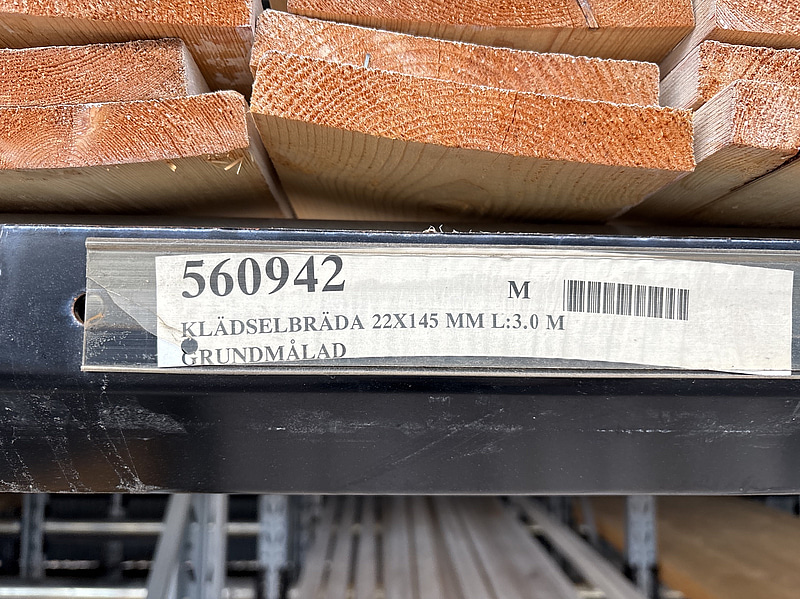 560942 M
KLÄDSELBRÄDA 22X145 MM L:3.0 M
GRUNDMÅLAD